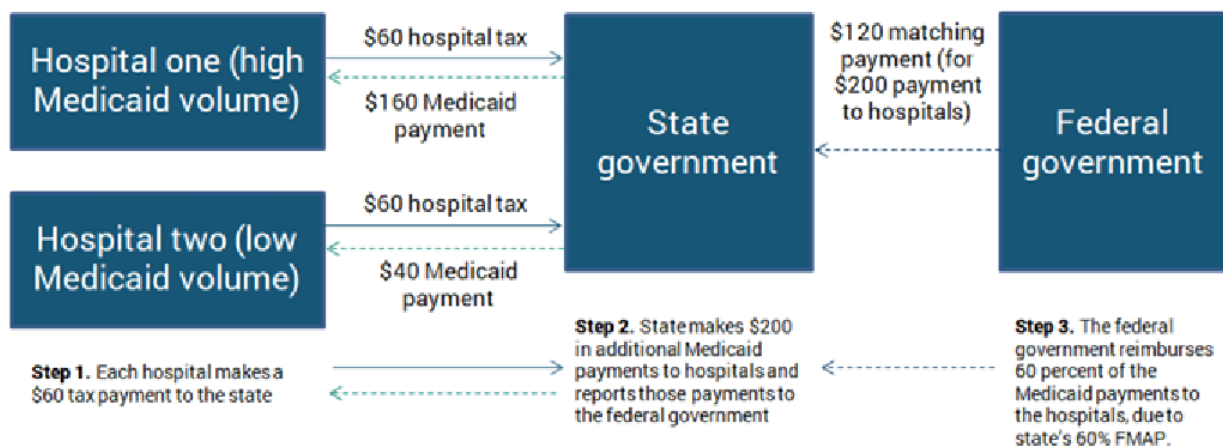 Hospital one (high
Medicaid volume)
$60 hospital tax
$160 Medicaid
payment
State
government
$120 matching
payment (for
$200 payment
to hospitals)
Federal
government
Hospital two (low
Medicaid volume)
$60 hospital tax
$40 Medicaid
payment
Step 1. Each hospital makes a
$60 tax payment to the state
Step 2. State makes $200
in additional Medicaid
payments to hospitals and
reports those payments to
the federal government
Step 3. The federal
government reimburses
60 percent of the
Medicaid payments to
the hospitals, due to
state's 60% FMAP.